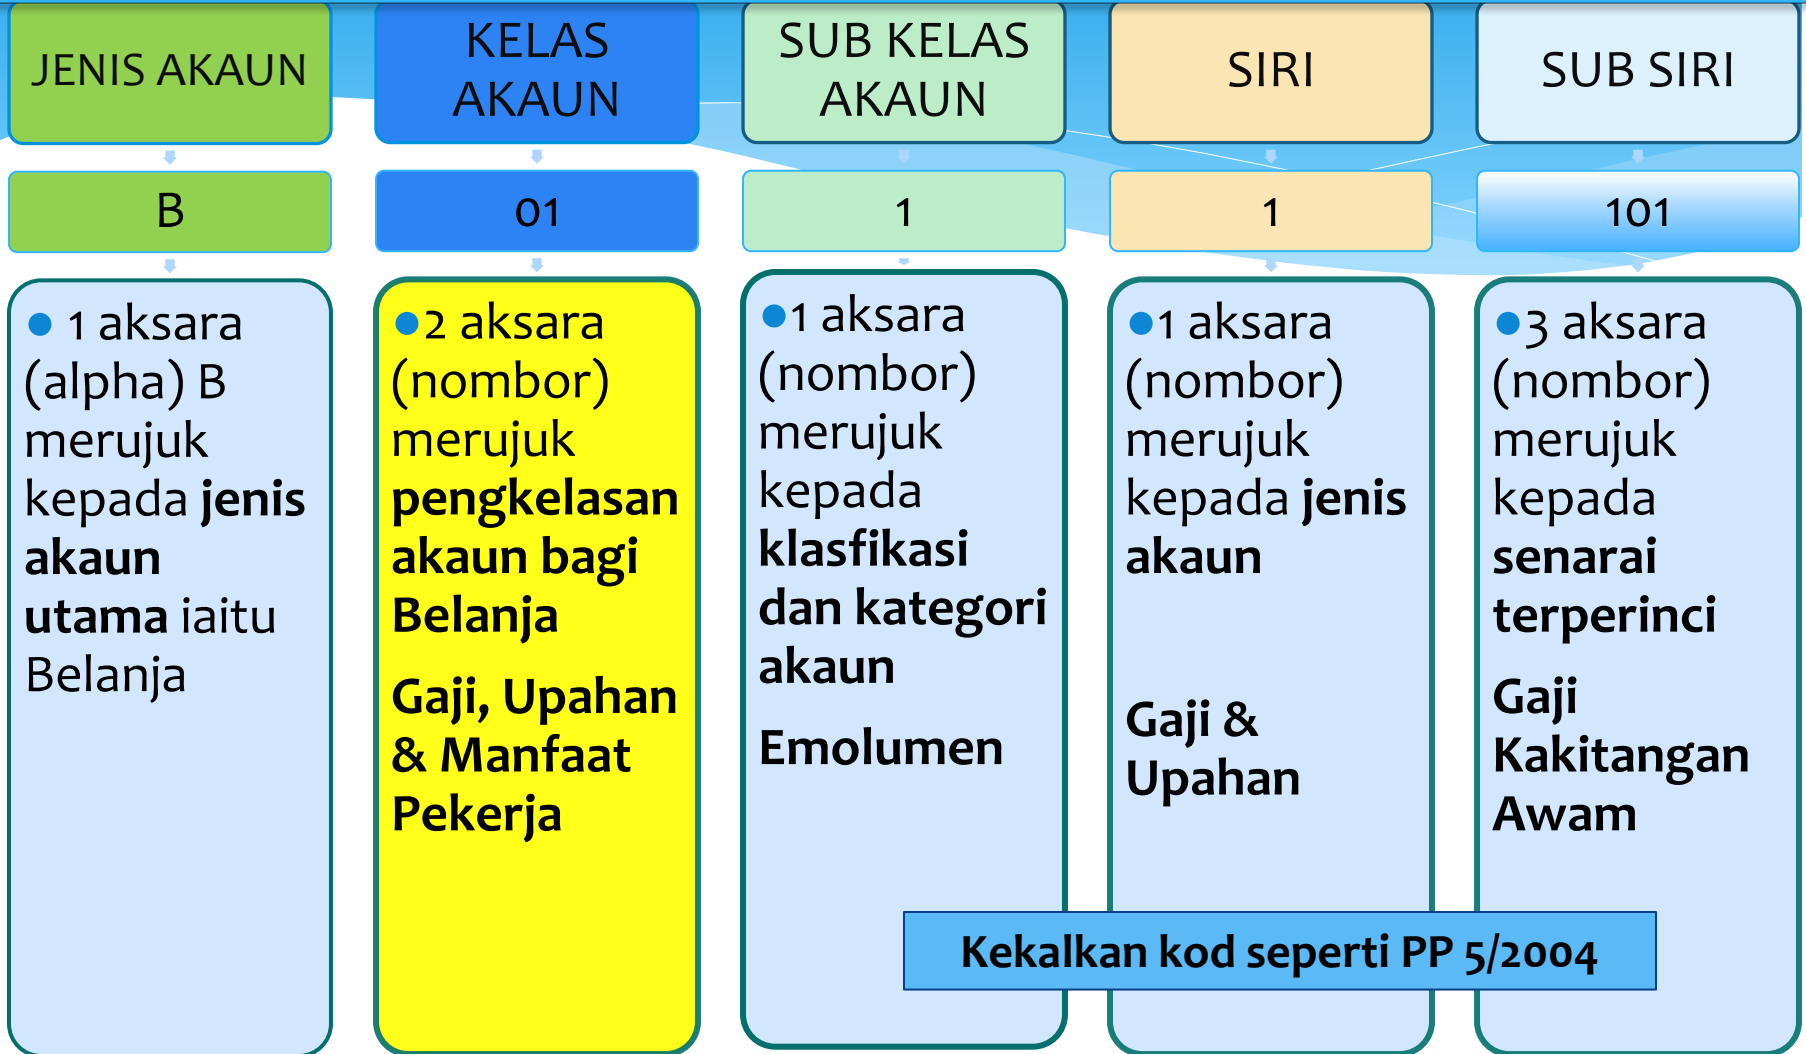 JENIS AKAUN
B
● 1 aksara
(alpha) B
merujuk
kepada jenis
akaun
utama iaitu
Belanja
KELAS
AKAUN
01
●2 aksara
(nombor)
merujuk
pengkelasan
akaun bagi
Belanja
Gaji, Upahan
& Manfaat
Pekerja
SUB KELAS
AKAUN
1
●1 aksara
(nombor)
merujuk
kepada
klasfikasi
dan kategori
akaun
Emolumen
SIRI
1
●1 aksara
(nombor)
merujuk
kepada jenis
akaun
Gaji &
Upahan
SUB SIRI
101
●3 aksara
(nombor)
merujuk
kepada
senarai
terperinci
Gaji
Kakitangan
Awam
Kekalkan kod seperti PP 5/2004